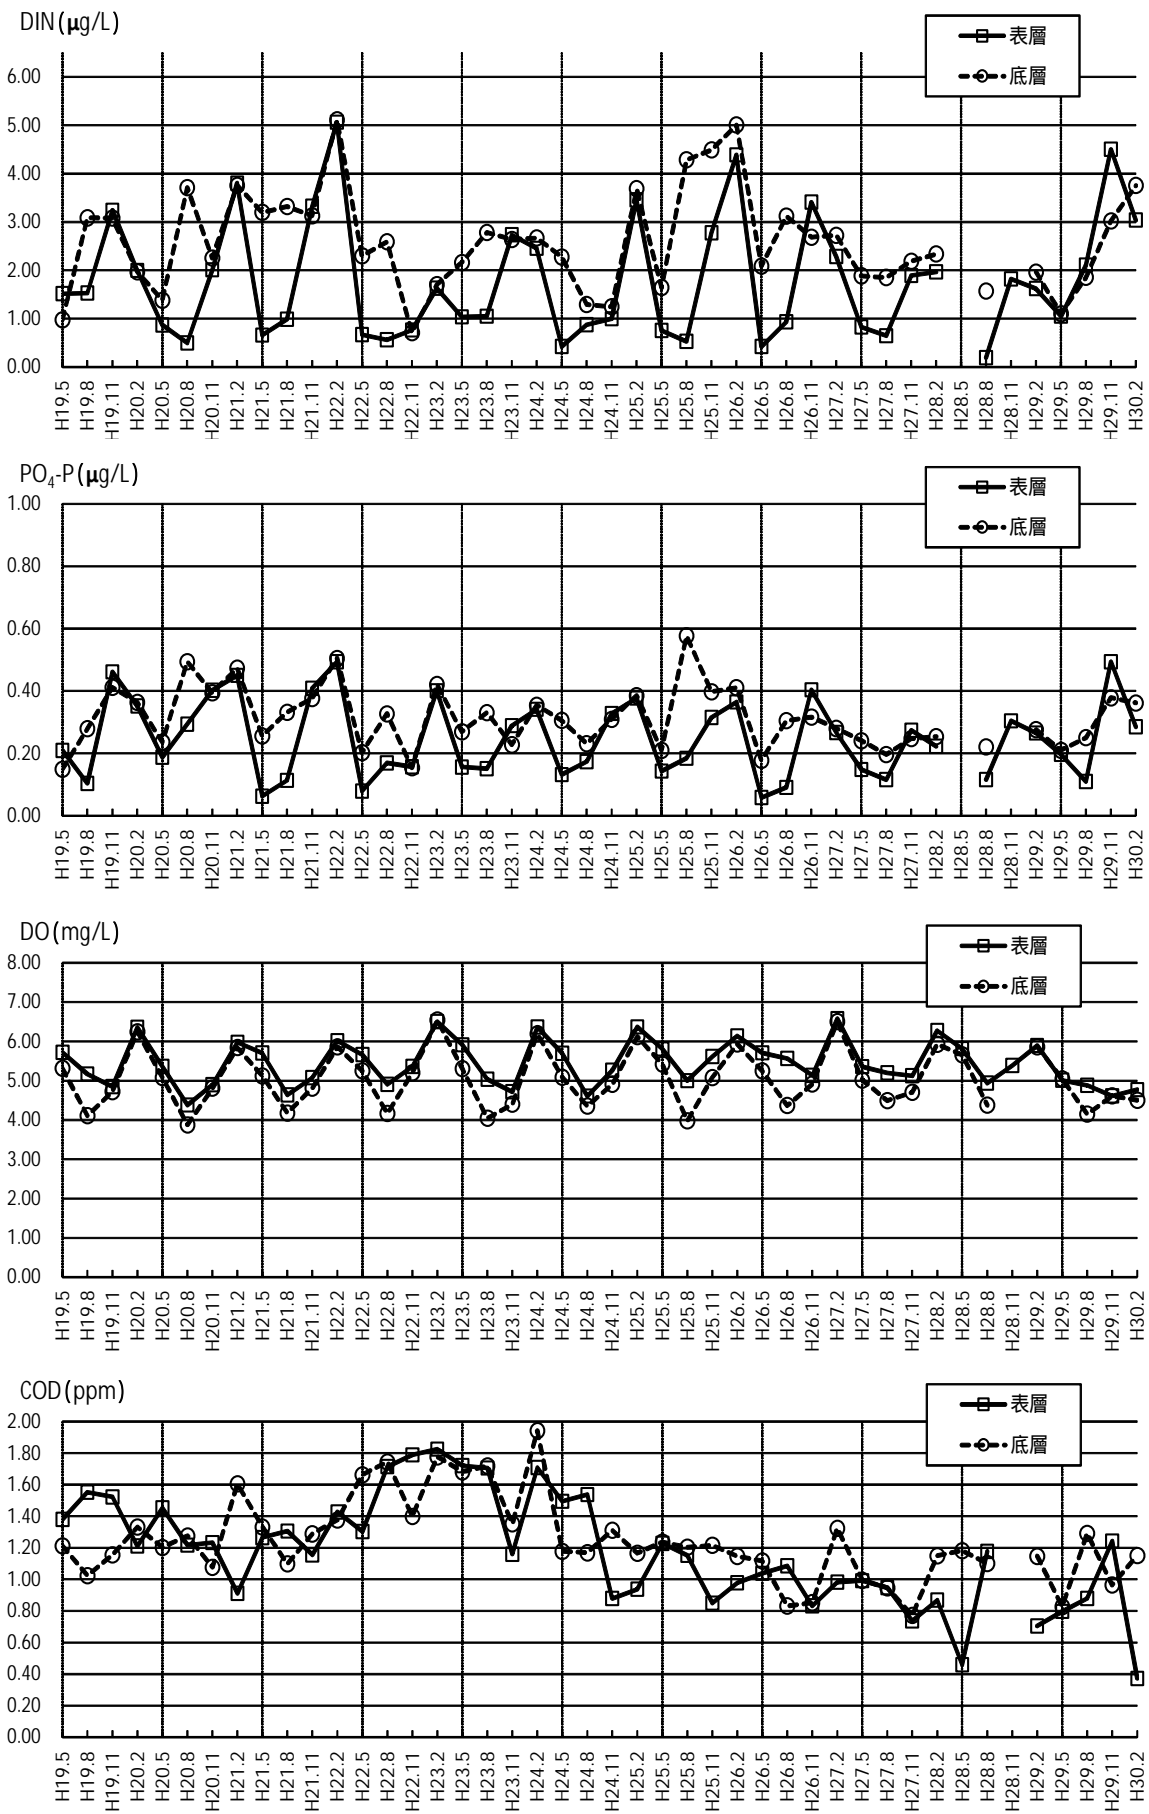 DIN(μg/L)
表層
底層
6.00
5.00
4.00
3.00
2.00
1.00
0.00
H19.5 H19.8 H19.11 H20.2 H20.5 H20.8 H20.11 H21.2 H21.5 H21.8 H21.11 H22.2 H22.5 H22.8 H22.11 H23.2 H23.5 H23.8 H23.11 H24.2 H24.5 H24.8 H24.11 H25.2 H25.5 H25.8 H25.11 H26.2 H26.5 H26.8 H26.11 H27.2 H27.5 H27.8 H27.11 H28.2 H28.5 H28.8 H28.11 H29.2 H29.5 H29.8 H29.11 H30.2
PO4-P(μg/L)
表層
底層
1.00
0.80
0.60
0.40
0.20
0.00
H19.5 H19.8 H19.11 H20.2 H20.5 H20.8 H20.11 H21.2 H21.5 H21.8 H21.11 H22.2 H22.5 H22.8 H22.11 H23.2 H23.5 H23.8 H23.11 H24.2 H24.5 H24.8 H24.11 H25.2 H25.5 H25.8 H25.11 H26.2 H26.5 H26.8 H26.11 H27.2 H27.5 H27.8 H27.11 H28.2 H28.5 H28.8 H28.11 H29.2 H29.5 H29.8 H29.11 H30.2
DO(mg/L)
表層
底層
8.00
7.00
6.00
5.00
4.00
3.00
2.00
1.00
0.00
H19.5 H19.8 H19.11 H20.2 H20.5 H20.8 H20.11 H21.2 H21.5 H21.8 H21.11 H22.2 H22.5 H22.8 H22.11 H23.2 H23.5 H23.8 H23.11 H24.2 H24.5 H24.8 H24.11 H25.2 H25.5 H25.8 H25.11 H26.2 H26.5 H26.8 H26.11 H27.2 H27.5 H27.8 H27.11 H28.2 H28.5 H28.8 H28.11 H29.2 H29.5 H29.8 H29.11 H30.2
COD(ppm)
表層
底層
2.00
1.80
1.60
1.40
1.20
1.00
0.80
0.60
0.40
0.20
0.00
H19.5 H19.8 H19.11 H20.2 H20.5 H20.8 H20.11 H21.2 H21.5 H21.8 H21.11 H22.2 H22.5 H22.8 H22.11 H23.2 H23.5 H23.8 H23.11 H24.2 H24.5 H24.8 H24.11 H25.2 H25.5 H25.8 H25.11 H26.2 H26.5 H26.8 H26.11 H27.2 H27.5 H27.8 H27.11 H28.2 H28.5 H28.8 H28.11 H29.2 H29.5 H29.8 H29.11 H30.2